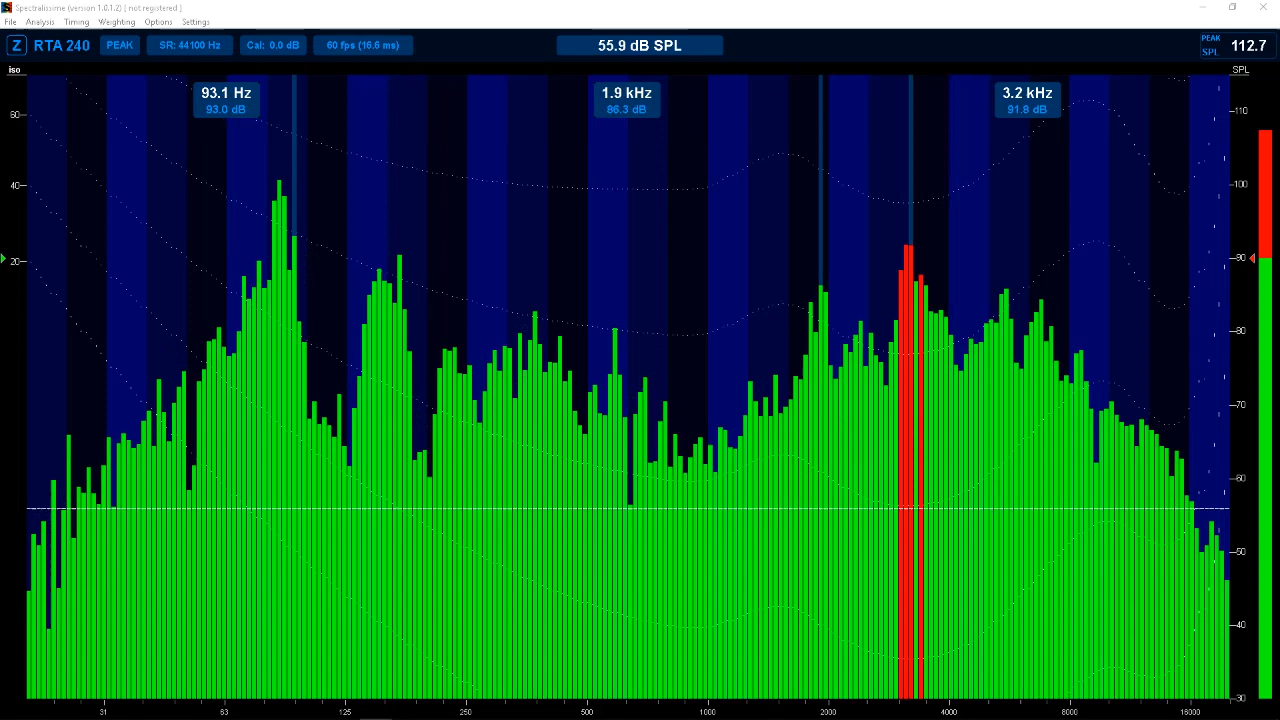 Spectralissime (version 1.0.1.2) [ not registered ]
File Analysis Timing Weighting Options Settings
Z RTA 240 PEAK SR: 44100 Hz Cal: 0.0 dB 60 fps (16.6 ms) 55.9 dB SPL PEAK SPL 112.7
iso SPL
93.1 Hz 1.9 kHz 3.2 kHz
93.0 dB 86.3 dB 91.8 dB
60 110
40 100
20 90
80
70
60
50
40
30
31 63 125 250 500 1000 2000 4000 8000 16000